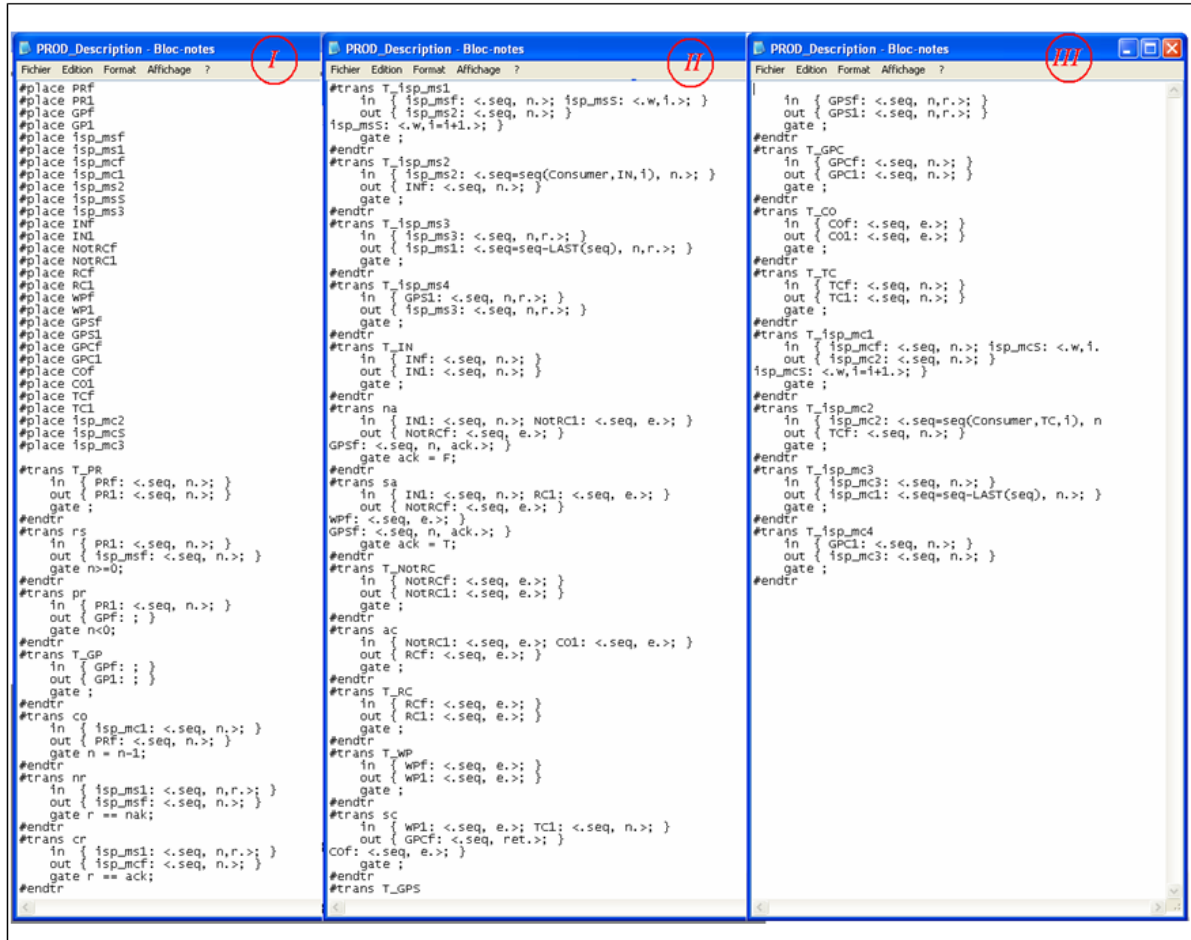 PROD_Description - Bloc-notes
I
Fichier Edition Format Affichage ?
#place PRf
#place PR1
#place GPf
#place GP1
#place isp_msf
#place isp_ms1
#place isp_mcf
#place isp_mc1
#place isp_ms2
#place isp_msS
#place isp_ms3
#place INf
#place IN1
#place NotRCf
#place NotRC1
#place RCf
#place RC1
#place WPf
#place WP1
#place GPSf
#place GPS1
#place GPCf
#place GPC1
#place COf
#place CO1
#place TCf
#place TC1
#place isp_mc2
#place isp_mcS
#place isp_mc3
#trans T_PR
in { PRf: <.seq, n.>; }
out { PR1: <.seq, n.>; }
gate ;
#endtr
#trans rs
in { PR1: <.seq, n.>; }
out { isp_msf: <.seq, n.>; }
gate n>=0;
#endtr
#trans pr
in { PR1: <.seq, n.>; }
out { GPf: ; }
gate n<0;
#endtr
#trans T_GP
in { GPf: ; }
out { GP1: ; }
gate ;
#endtr
#trans co
in { isp_mc1: <.seq, n.>; }
out { PRf: <.seq, n.>; }
gate n = n-1;
#endtr
#trans nr
in { isp_ms1: <.seq, n,r.>; }
out { isp_msf: <.seq, n.>; }
gate r == nak;
#endtr
#trans cr
in { isp_ms1: <.seq, n,r.>; }
out { isp_mcf: <.seq, n.>; }
gate r == ack;
#endtr
PROD_Description - Bloc-notes
II
Fichier Edition Format Affichage ?
#trans T_isp_ms1
in { isp_msf: <.seq, n.>; isp_msS: <.w,i.>; }
out { isp_ms2: <.seq, n.>; }
isp_msS: <.w,i=i+1.>; }
gate ;
#endtr
#trans T_isp_ms2
in { isp_ms2: <.seq=seq(Consumer,IN,i), n.>; }
out { INf: <.seq, n.>; }
gate ;
#endtr
#trans T_isp_ms3
in { isp_ms3: <.seq, n,r.>; }
out { isp_ms1: <.seq=seq-LAST(seq), n,r.>; }
gate ;
#endtr
#trans T_isp_ms4
in { GPS1: <.seq, n,r.>; }
out { isp_ms3: <.seq, n,r.>; }
gate ;
#endtr
#trans T_IN
in { INf: <.seq, n.>; }
out { IN1: <.seq, n.>; }
gate ;
#endtr
#trans na
in { IN1: <.seq, n.>; NotRC1: <.seq, e.>; }
out { NotRCf: <.seq, e.>; }
GPSf: <.seq, n, ack.>; }
gate ack = F;
#endtr
#trans sa
in { IN1: <.seq, n.>; RC1: <.seq, e.>; }
out { NotRCf: <.seq, e.>; }
WPf: <.seq, e.>; }
GPSf: <.seq, n, ack.>; }
gate ack = T;
#endtr
#trans T_NotRC
in { NotRCf: <.seq, e.>; }
out { NotRC1: <.seq, e.>; }
gate ;
#endtr
#trans ac
in { NotRC1: <.seq, e.>; CO1: <.seq, e.>; }
out { RCf: <.seq, e.>; }
gate ;
#endtr
#trans T_RC
in { RCf: <.seq, e.>; }
out { RC1: <.seq, e.>; }
gate ;
#endtr
#trans T_WP
in { WPf: <.seq, e.>; }
out { WP1: <.seq, e.>; }
gate ;
#endtr
#trans sc
in { WP1: <.seq, e.>; TC1: <.seq, n.>; }
out { GPCf: <.seq, ret.>; }
COf: <.seq, e.>; }
gate ;
#endtr
#trans T_GPS
PROD_Description - Bloc-notes
III
Fichier Edition Format Affichage ?
in { GPSf: <.seq, n,r.>; }
out { GPS1: <.seq, n,r.>; }
gate ;
#endtr
#trans T_GPC
in { GPCf: <.seq, n.>; }
out { GPC1: <.seq, n.>; }
gate ;
#endtr
#trans T_CO
in { COf: <.seq, e.>; }
out { CO1: <.seq, e.>; }
gate ;
#endtr
#trans T_TC
in { TCf: <.seq, n.>; }
out { TC1: <.seq, n.>; }
gate ;
#endtr
#trans T_isp_mc1
in { isp_mcf: <.seq, n.>; isp_mcS: <.w,i.
out { isp_mc2: <.seq, n.>; }
isp_mcS: <.w,i=i+1.>; }
gate ;
#endtr
#trans T_isp_mc2
in { isp_mc2: <.seq=seq(Consumer,TC,i), n
out { TCf: <.seq, n.>; }
gate ;
#endtr
#trans T_isp_mc3
in { isp_mc3: <.seq, n.>; }
out { isp_mc1: <.seq=seq-LAST(seq), n.>; }
gate ;
#endtr
#trans T_isp_mc4
in { GPC1: <.seq, n.>; }
out { isp_mc3: <.seq, n.>; }
gate ;
#endtr